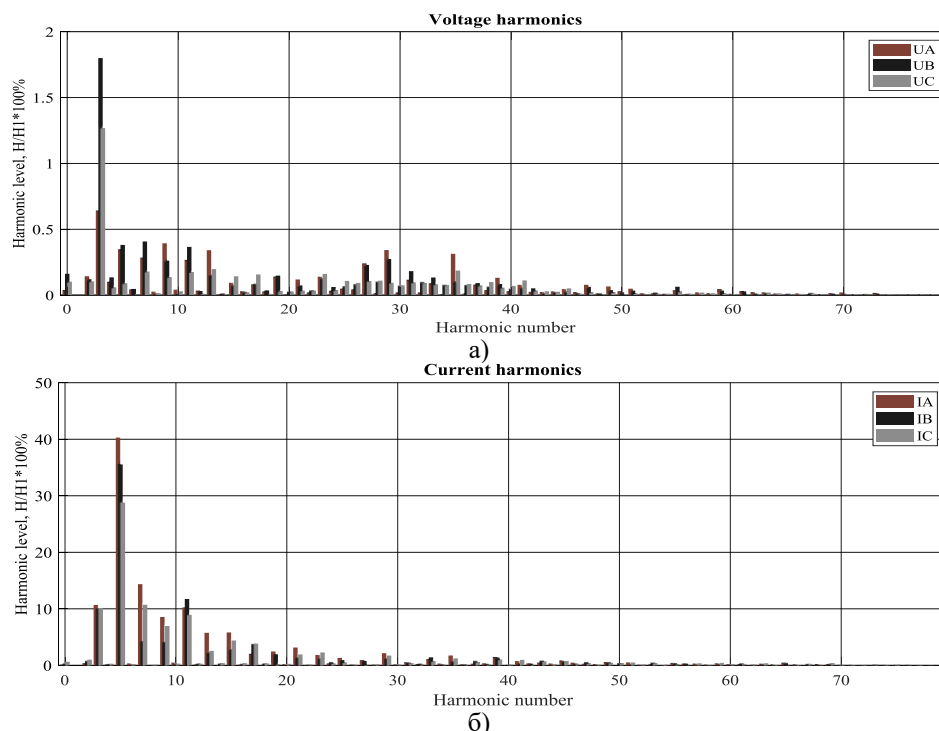 Voltage harmonics
Harmonic level, H/H1*100%
2
1.5
1
0.5
0
UA
UB
UC
0 10 20 30 40 50 60 70
Harmonic number
а)
Current harmonics
Harmonic level, H/H1*100%
50
40
30
20
10
0
IA
IB
IC
0 10 20 30 40 50 60 70
Harmonic number
б)